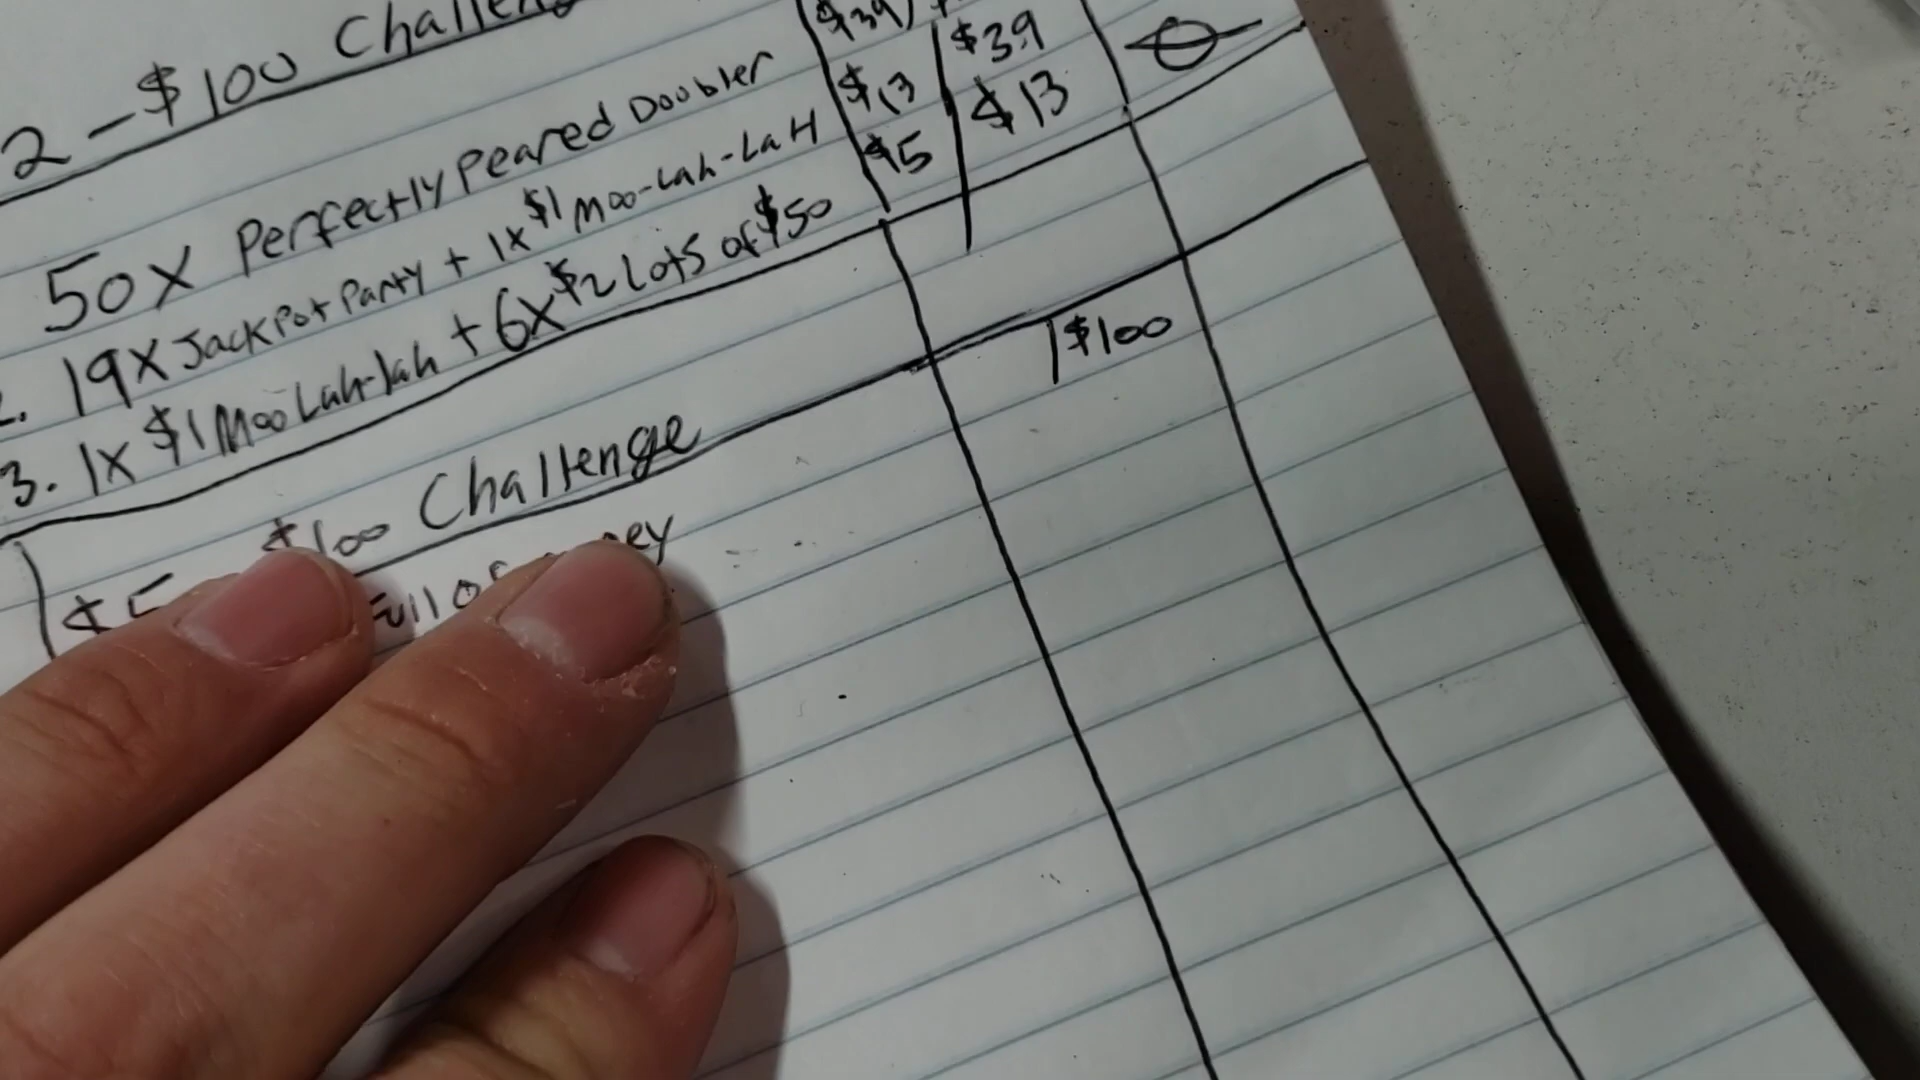 2 - $100 Challeng
50x Perfectly Peared Doubler $39
2. 19x Jackpot Party + 1x $1 Moo-Lah-LaH $13 $39
3. 1x $1 Moo Lah-lah + 6x $2 Lots of $50 $5 $13
$100 Challenge $100